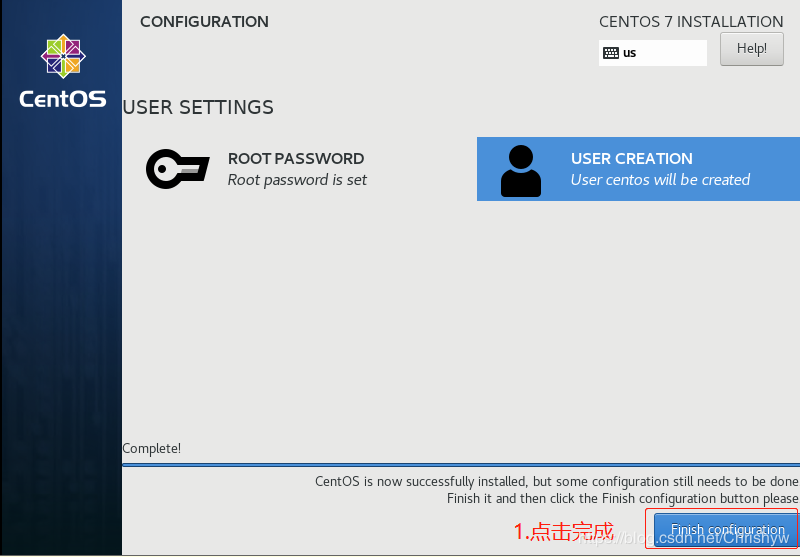 CONFIGURATION
CENTOS 7 INSTALLATION
us
Help!
CentOS
USER SETTINGS
ROOT PASSWORD
Root password is set
USER CREATION
User centos will be created
Complete!
CentOS is now successfully installed, but some configuration still needs to be done
Finish it and then click the Finish configuration button please
1.点击完成
Finish configuration
https://blog.csdn.net/Chrishyw